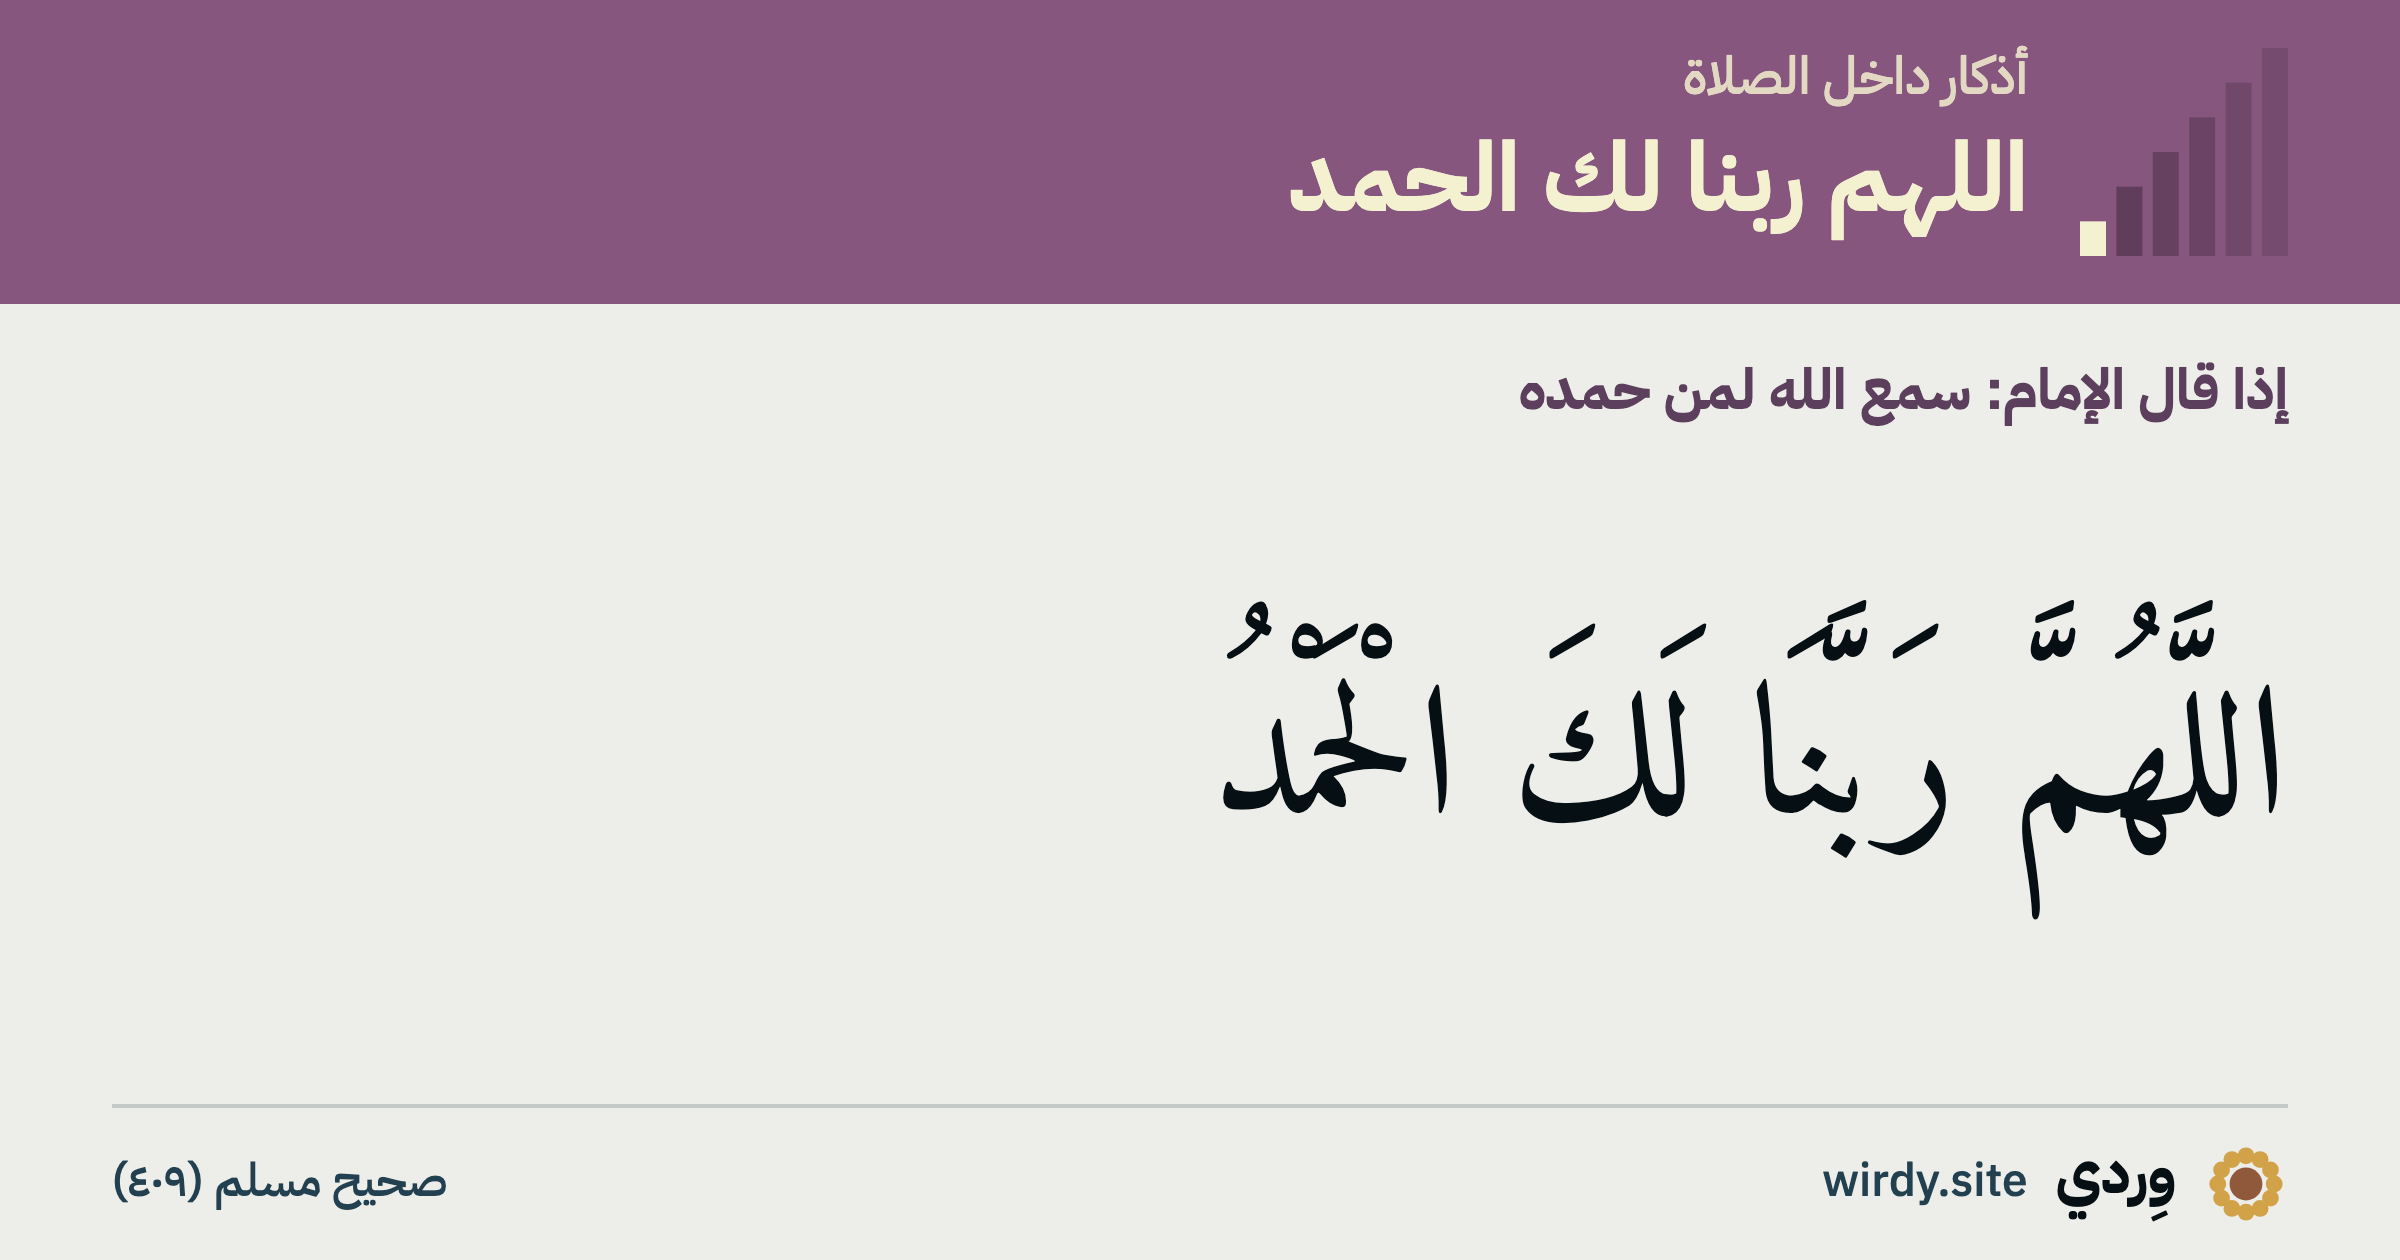 أذكار داخل الصلاة
اللهم ربنا لك الحمد
إذا قال الإمام: سمع الله لمن حمده
اللَّهُمَّ رَبَّنَا لَكَ الْحَمْدُ
وِردي wirdy.site
صحيح مسلم (٤٠٩)